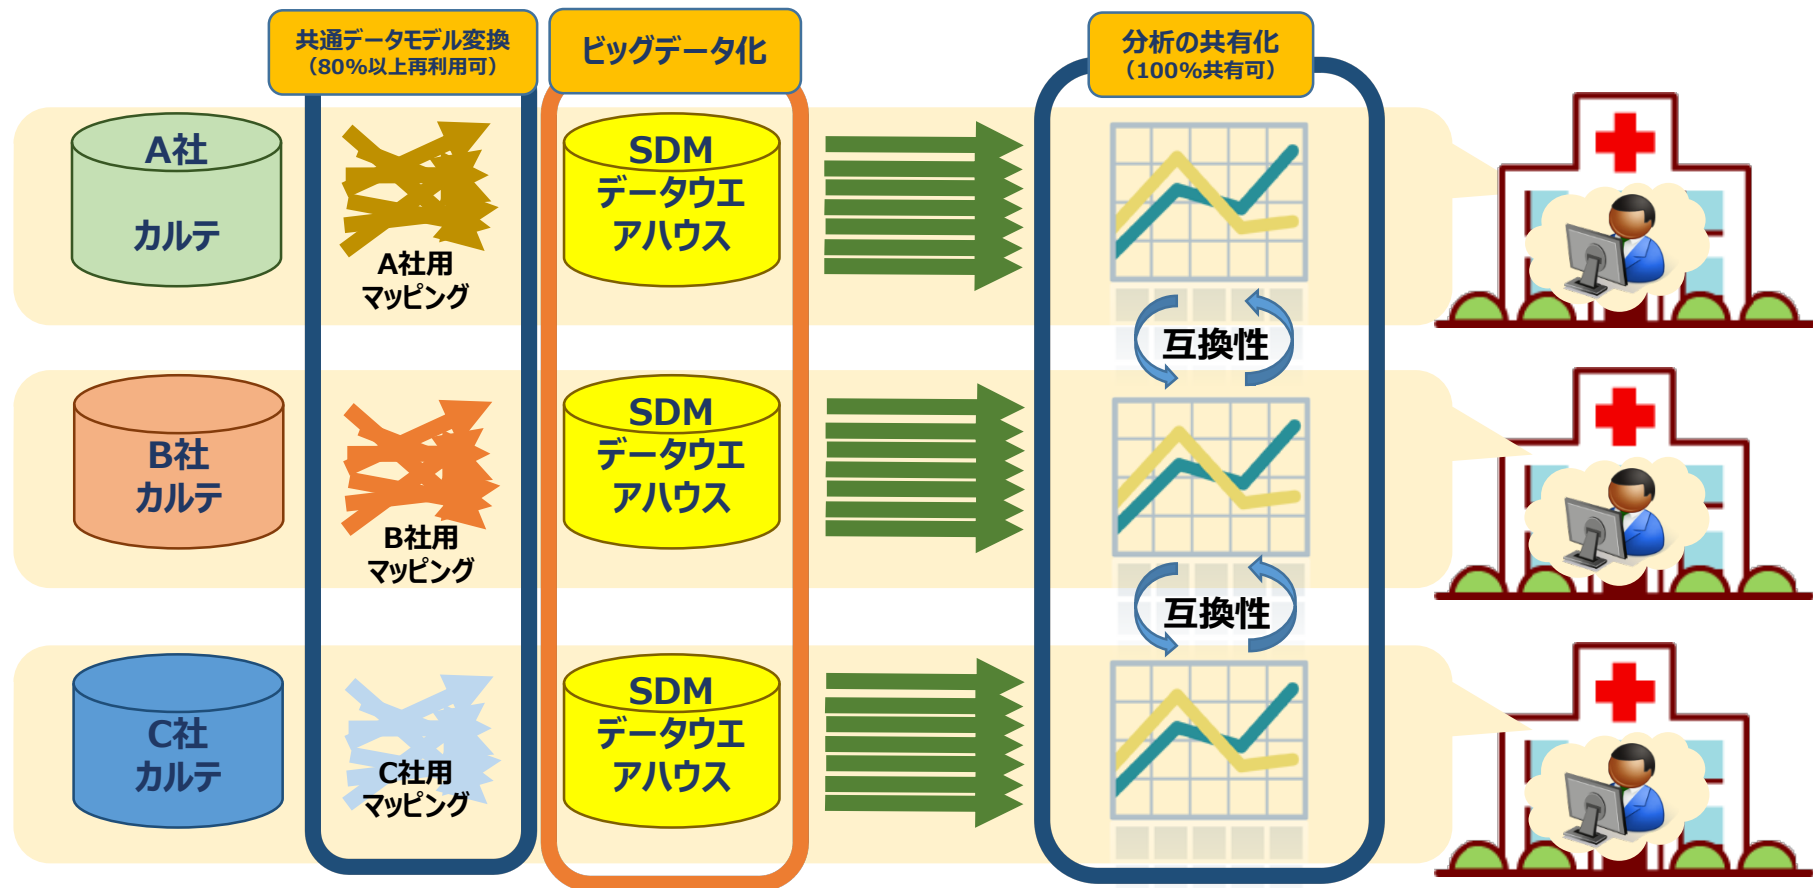 共通データモデル変換
（80%以上再利用可）
ビッグデータ化
分析の共有化
（100%共有可）
A社
カルテ
A社用
マッピング
SDM
データウエ
アハウス
互換性
B社
カルテ
B社用
マッピング
SDM
データウエ
アハウス
互換性
C社
カルテ
C社用
マッピング
SDM
データウエ
アハウス